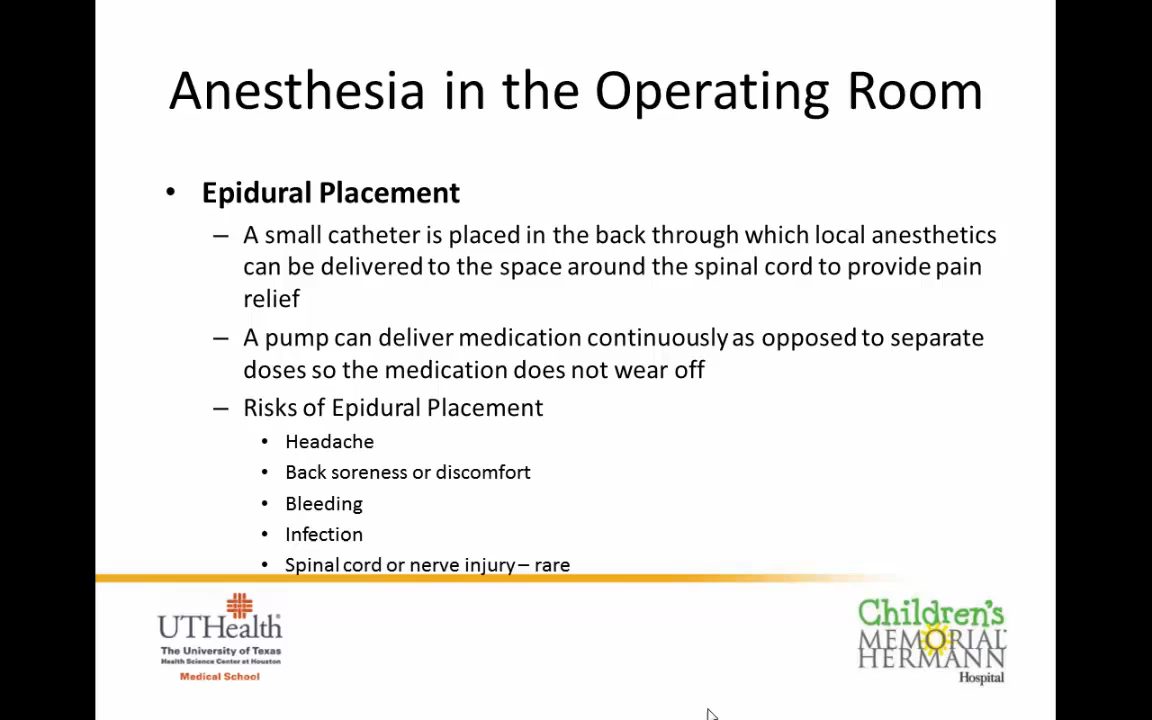 Anesthesia in the Operating Room
• Epidural Placement
– A small catheter is placed in the back through which local anesthetics
can be delivered to the space around the spinal cord to provide pain
relief
– A pump can deliver medication continuously as opposed to separate
doses so the medication does not wear off
– Risks of Epidural Placement
• Headache
• Back soreness or discomfort
• Bleeding
• Infection
• Spinal cord or nerve injury – rare
UTHealth
The University of Texas
Health Science Center at Houston
Medical School
Children's
MEMORIAL
HERMANN
Hospital